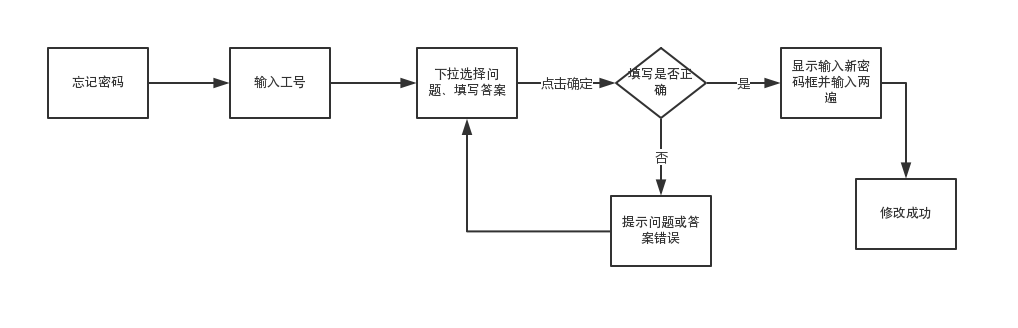 忘记密码
输入工号
下拉选择问
题、填写答案
点击确定
填写是否正
确
是
显示输入新密
码框并输入两
遍
否
提示问题或答
案错误
修改成功